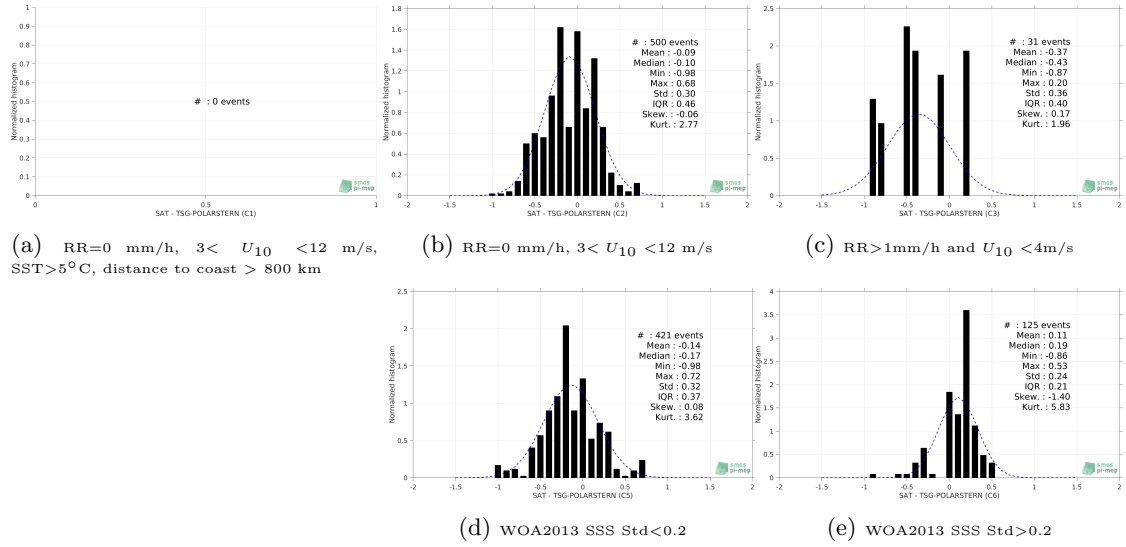 1
0.9
0.8
0.7
0.6
0.5
0.4
0.3
0.2
0.1
0
Normalized histogram
# : 0 events
smos
pi-mep
0 0.5 1
SAT - TSG-POLARSTERN (C1)
(a) RR=0 mm/h, 3< U10 <12 m/s,
SST>5°C, distance to coast > 800 km
1.8
1.6
1.4
1.2
1
0.8
0.6
0.4
0.2
0
Normalized histogram
# : 500 events
Mean : -0.09
Median : -0.10
Min : -0.98
Max : 0.68
Std : 0.30
IQR : 0.46
Skew. : -0.06
Kurt. : 2.77
smos
pi-mep
-2 -1.5 -1 -0.5 0 0.5 1 1.5 2
SAT - TSG-POLARSTERN (C2)
(b) RR=0 mm/h, 3< U10 <12 m/s
2.5
2
1.5
1
0.5
0
Normalized histogram
# : 31 events
Mean : -0.37
Median : -0.43
Min : -0.87
Max : 0.20
Std : 0.36
IQR : 0.40
Skew. : 0.17
Kurt. : 1.96
smos
pi-mep
-2 -1.5 -1 -0.5 0 0.5 1 1.5 2
SAT - TSG-POLARSTERN (C3)
(c) RR>1mm/h and U10 <4m/s
2.5
2
1.5
1
0.5
0
Normalized histogram
# : 421 events
Mean : -0.14
Median : -0.17
Min : -0.98
Max : 0.72
Std : 0.32
IQR : 0.37
Skew. : 0.08
Kurt. : 3.62
smos
pi-mep
-2 -1.5 -1 -0.5 0 0.5 1 1.5 2
SAT - TSG-POLARSTERN (C5)
(d) WOA2013 SSS Std<0.2
4
3.5
3
2.5
2
1.5
1
0.5
0
Normalized histogram
# : 125 events
Mean : 0.11
Median : 0.19
Min : -0.86
Max : 0.53
Std : 0.24
IQR : 0.21
Skew. : -1.40
Kurt. : 5.83
smos
pi-mep
-2 -1.5 -1 -0.5 0 0.5 1 1.5 2
SAT - TSG-POLARSTERN (C6)
(e) WOA2013 SSS Std>0.2